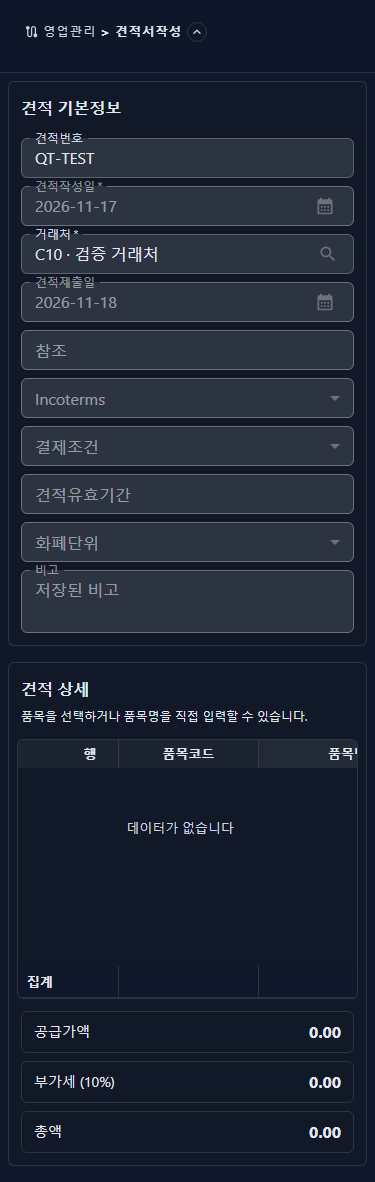 영업관리 > 견적서작성
견적 기본정보
견적번호
QT-TEST
견적작성일 *
2026-11-17
거래처 *
C10 · 검증 거래처
견적제출일
2026-11-18
참조
Incoterms
결제조건
견적유효기간
화폐단위
비고
저장된 비고
견적 상세
품목을 선택하거나 품목명을 직접 입력할 수 있습니다.
행 품목코드
데이터가 없습니다
집계
공급가액 0.00
부가세 (10%) 0.00
총액 0.00